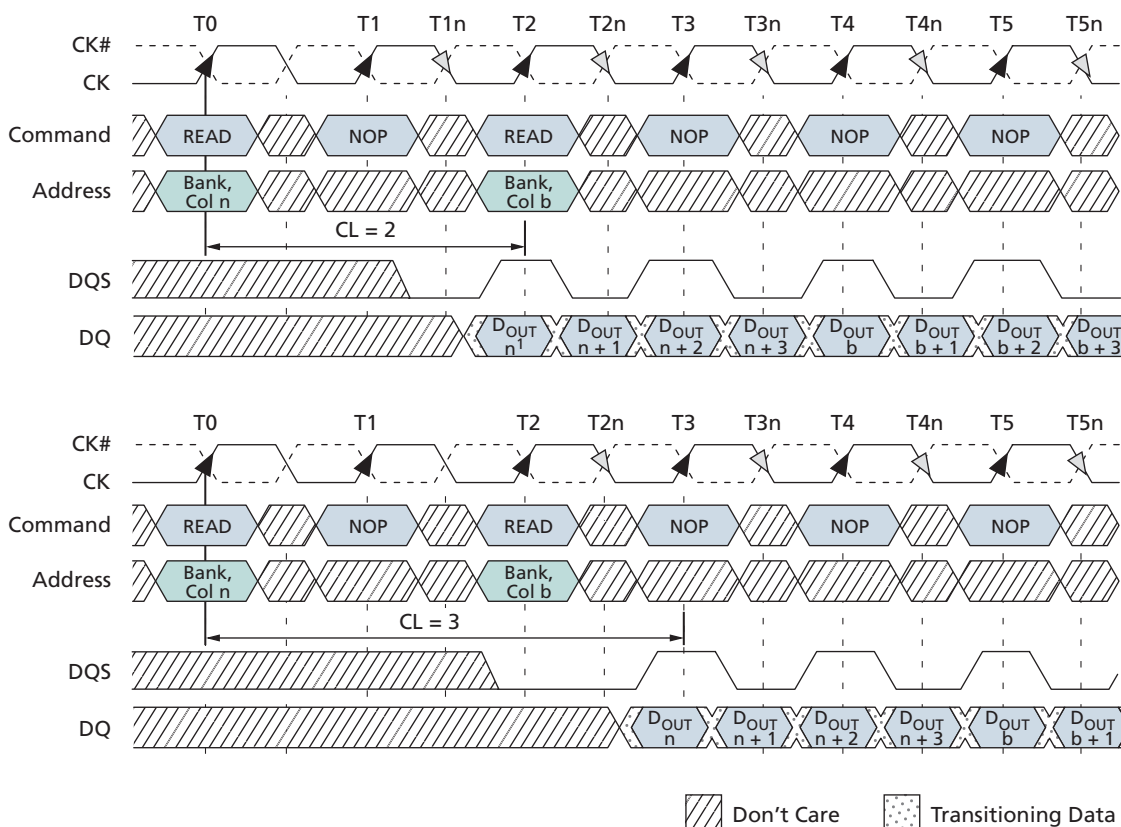 T0 T1 T1n T2 T2n T3 T3n T4 T4n T5 T5n
CK#
CK
Command READ NOP READ NOP NOP NOP
Address Bank, Col n Bank, Col b
CL = 2
DQS
DQ DOUT n1 DOUT n + 1 DOUT n + 2 DOUT n + 3 DOUT b DOUT b + 1 DOUT b + 2 DOUT b + 3
T0 T1 T2 T2n T3 T3n T4 T4n T5 T5n
CK#
CK
Command READ NOP READ NOP NOP NOP
Address Bank, Col n Bank, Col b
CL = 3
DQS
DQ DOUT n DOUT n + 1 DOUT n + 2 DOUT n + 3 DOUT b DOUT b + 1
Don't Care Transitioning Data